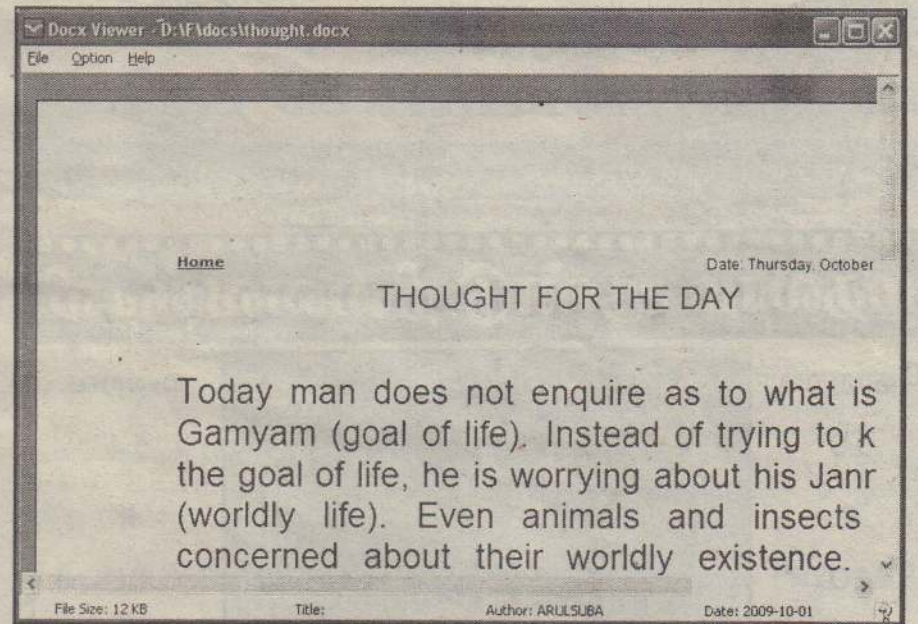 Docx Viewer - D:\F\docs\thought.docx
File Option Help
Home Date: Thursday, October
THOUGHT FOR THE DAY
Today man does not enquire as to what is
Gamyam (goal of life). Instead of trying to k
the goal of life, he is worrying about his Janr
(worldly life). Even animals and insects
concerned about their worldly existence.
File Size: 12 KB Title: Author: ARULSUBA Date: 2009-10-01